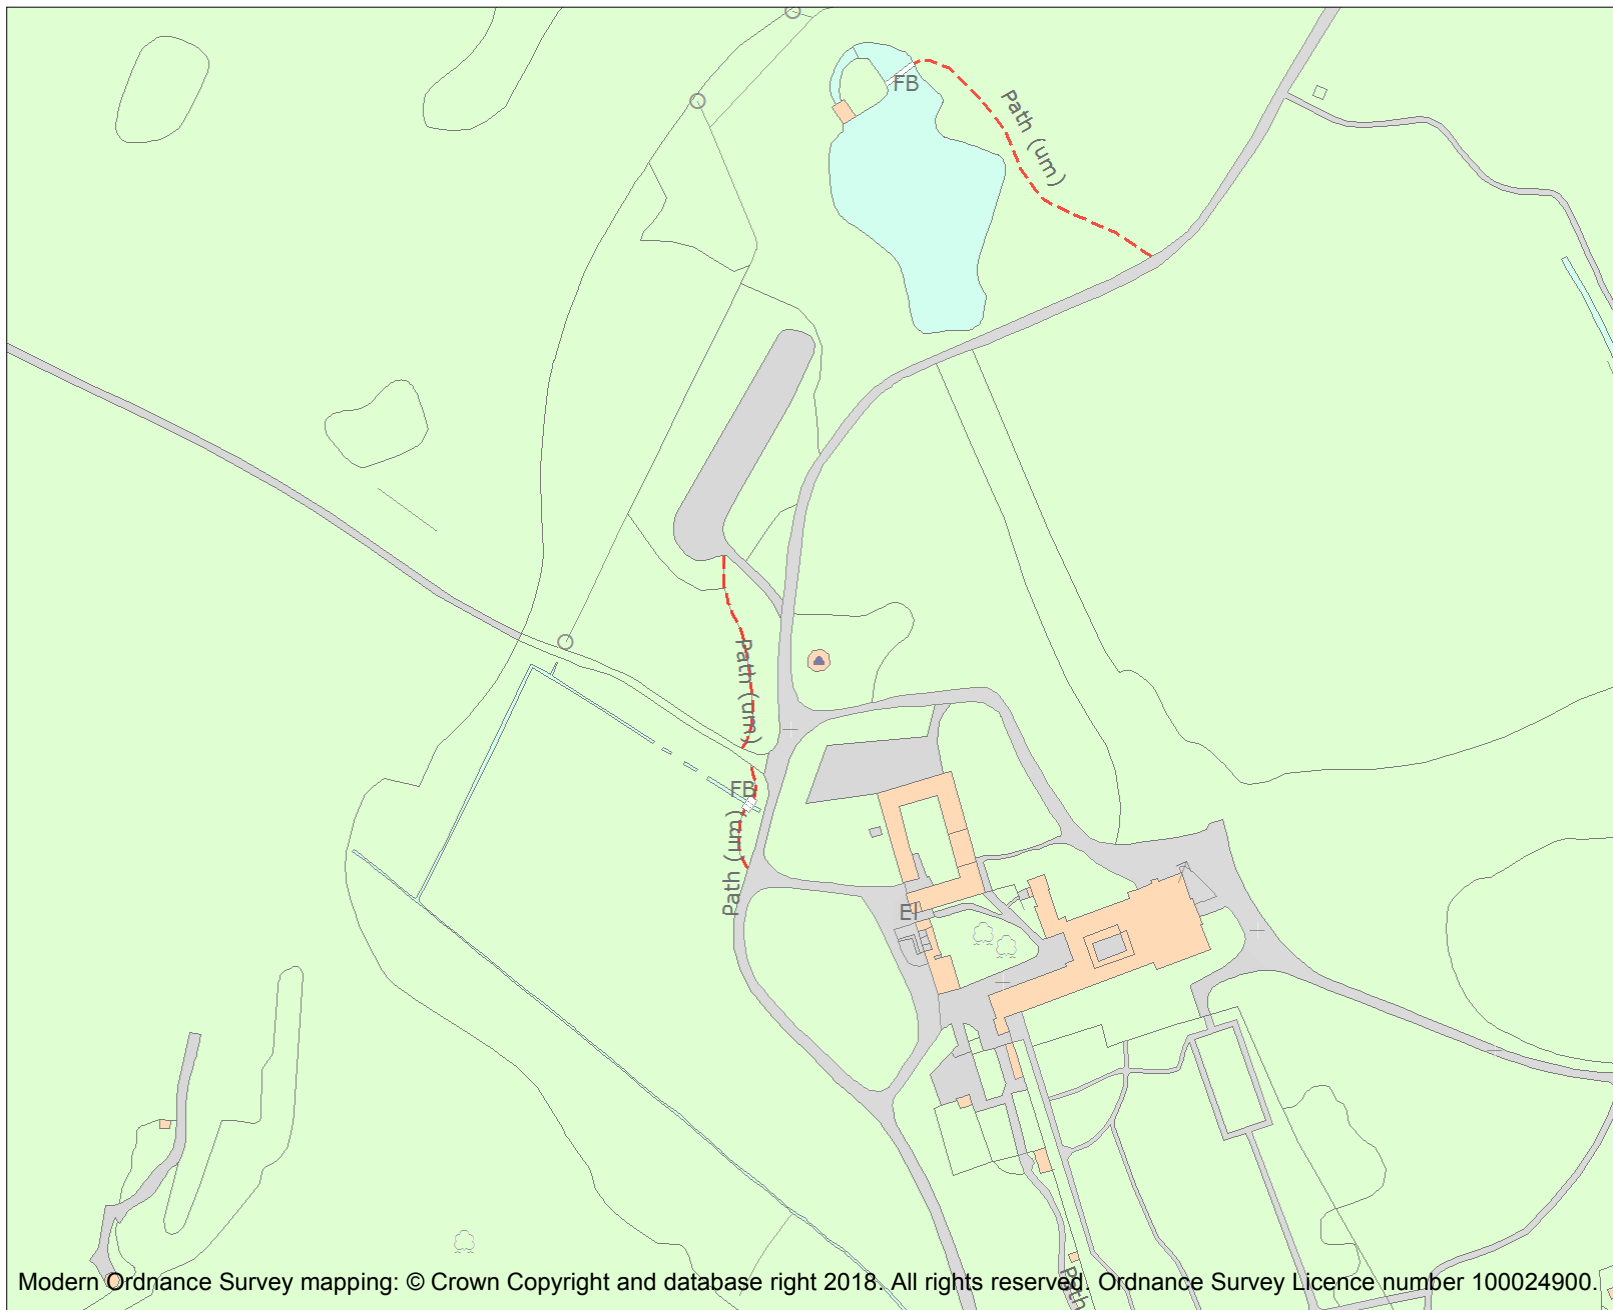 FB
Path (um)
Path (um)
FB
Path (um)
El
Path
Modern Ordnance Survey mapping: © Crown Copyright and database right 2018. All rights reserved. Ordnance Survey Licence number 100024900.